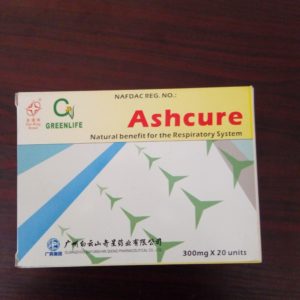 NAFDAC REG. NO.:
GREENLIFE
Ashcure
Natural benefit for the Respiratory System
广州白云山奇星药业有限公司
300mg X 20 units